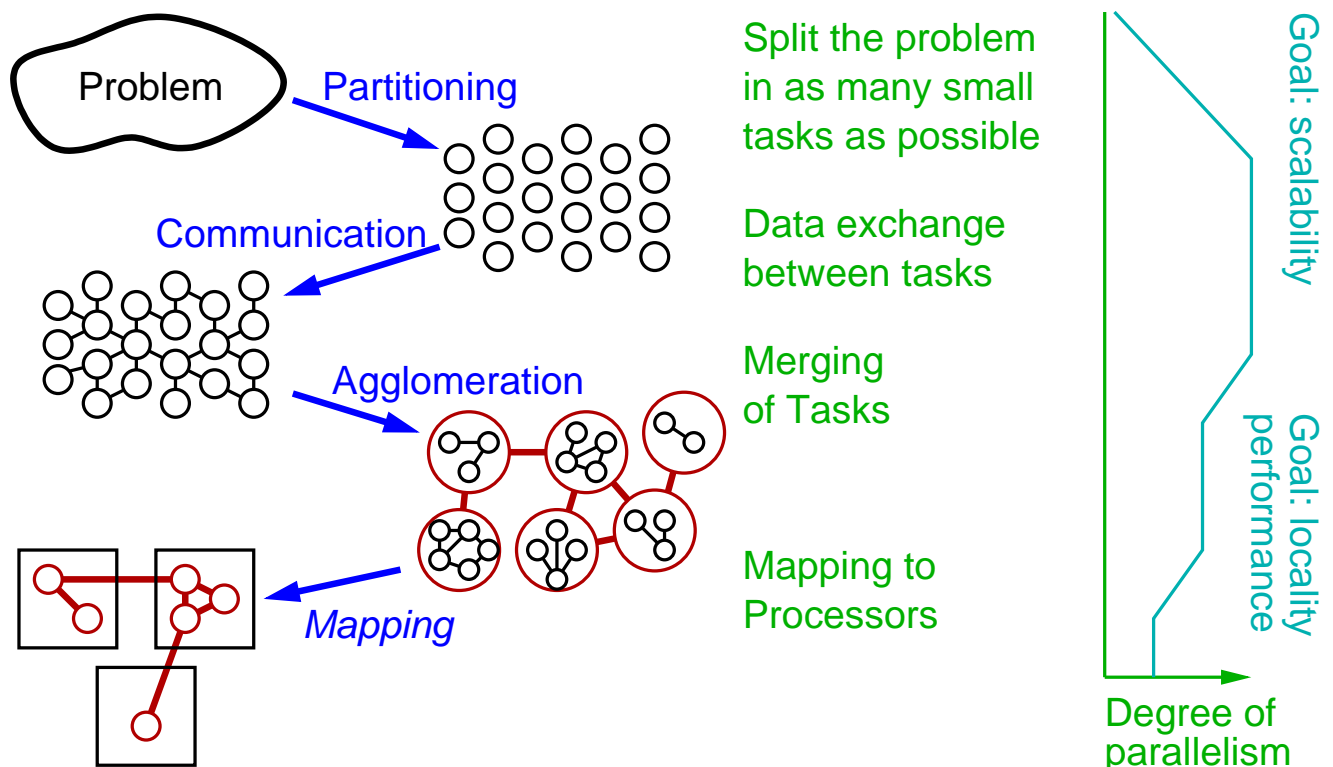 Problem
Partitioning
Split the problem
in as many small
tasks as possible
Goal: scalability
Communication
Data exchange
between tasks
Agglomeration
Merging
of Tasks
Goal: locality
performance
Mapping
Mapping to
Processors
Degree of
parallelism